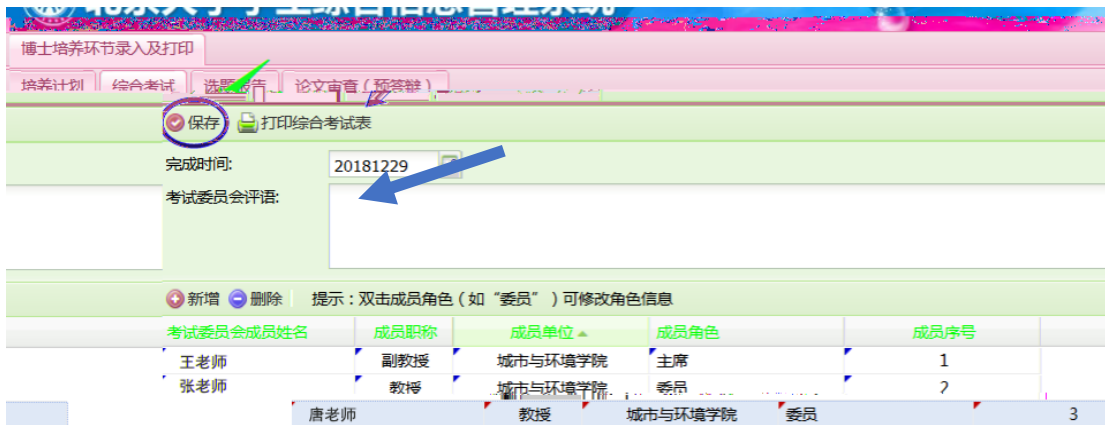 博士培养环节录入及打印
培养计划 综合考试 选题报告 论文审查（预答辩）
保存 打印综合考试表
完成时间: 20181229
考试委员会评语:
新增 删除 提示：双击成员角色（如“委员”）可修改角色信息
考试委员会成员姓名 成员职称 成员单位 成员角色 成员序号
王老师 副教授 城市与环境学院 主席 1
张老师 教授 城市与环境学院 委员 2
唐老师 教授 城市与环境学院 委员 3